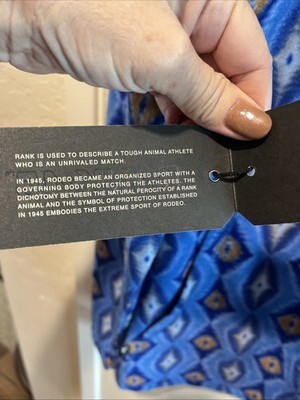 RANK IS USED TO DESCRIBE A TOUGH ANIMAL ATHLETE
WHO IS AN UNRIVALED MATCH.
IN 1945, RODEO BECAME AN ORGANIZED SPORT WITH A
GOVERNING BODY PROTECTING THE ATHLETES. THE
DICHOTOMY BETWEEN THE NATURAL FEROCITY OF A RANK
ANIMAL AND THE SYMBOL OF PROTECTION ESTABLISHED
IN 1945 EMBODIES THE EXTREME SPORT OF RODEO.